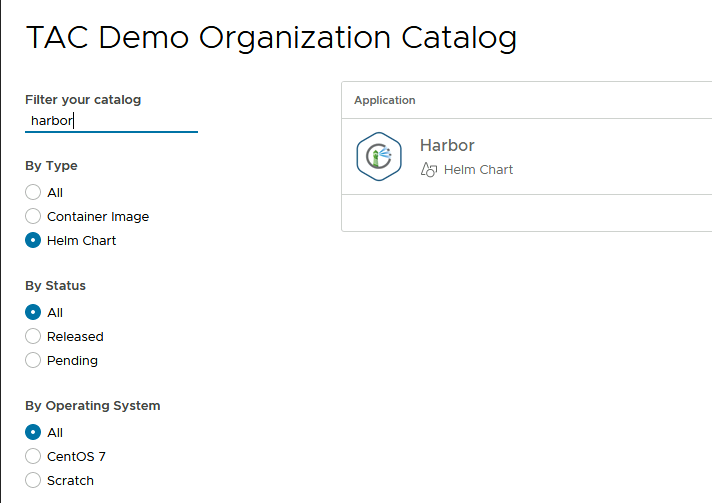 TAC Demo Organization Catalog
Filter your catalog
harbor
By Type
All
Container Image
Helm Chart
By Status
All
Released
Pending
By Operating System
All
CentOS 7
Scratch
Application
Harbor
Helm Chart